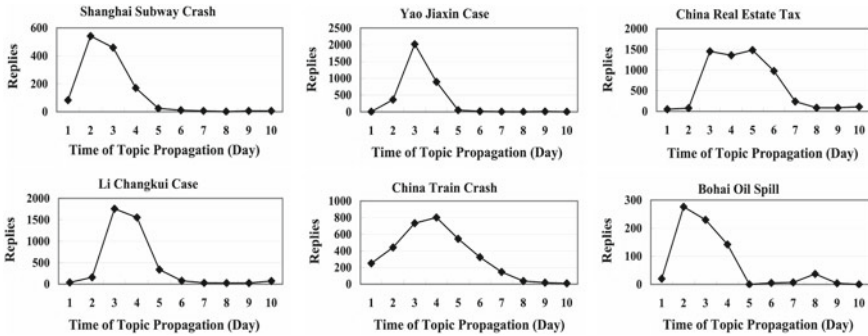 Shanghai Subway Crash
Replies
600
400
200
0
1 2 3 4 5 6 7 8 9 10
Time of Topic Propagation (Day)
Yao Jiaxin Case
Replies
2500
2000
1500
1000
500
0
1 2 3 4 5 6 7 8 9 10
Time of Topic Propagation (Day)
China Real Estate Tax
Replies
2000
1500
1000
500
0
1 2 3 4 5 6 7 8 9 10
Time of Topic Propagation (Day)
Li Changkui Case
Replies
2000
1500
1000
500
0
1 2 3 4 5 6 7 8 9 10
Time of Topic Propagation (Day)
China Train Crash
Replies
1000
800
600
400
200
0
1 2 3 4 5 6 7 8 9 10
Time of Topic Propagation (Day)
Bohai Oil Spill
Replies
300
200
100
0
1 2 3 4 5 6 7 8 9 10
Time of Topic Propagation (Day)